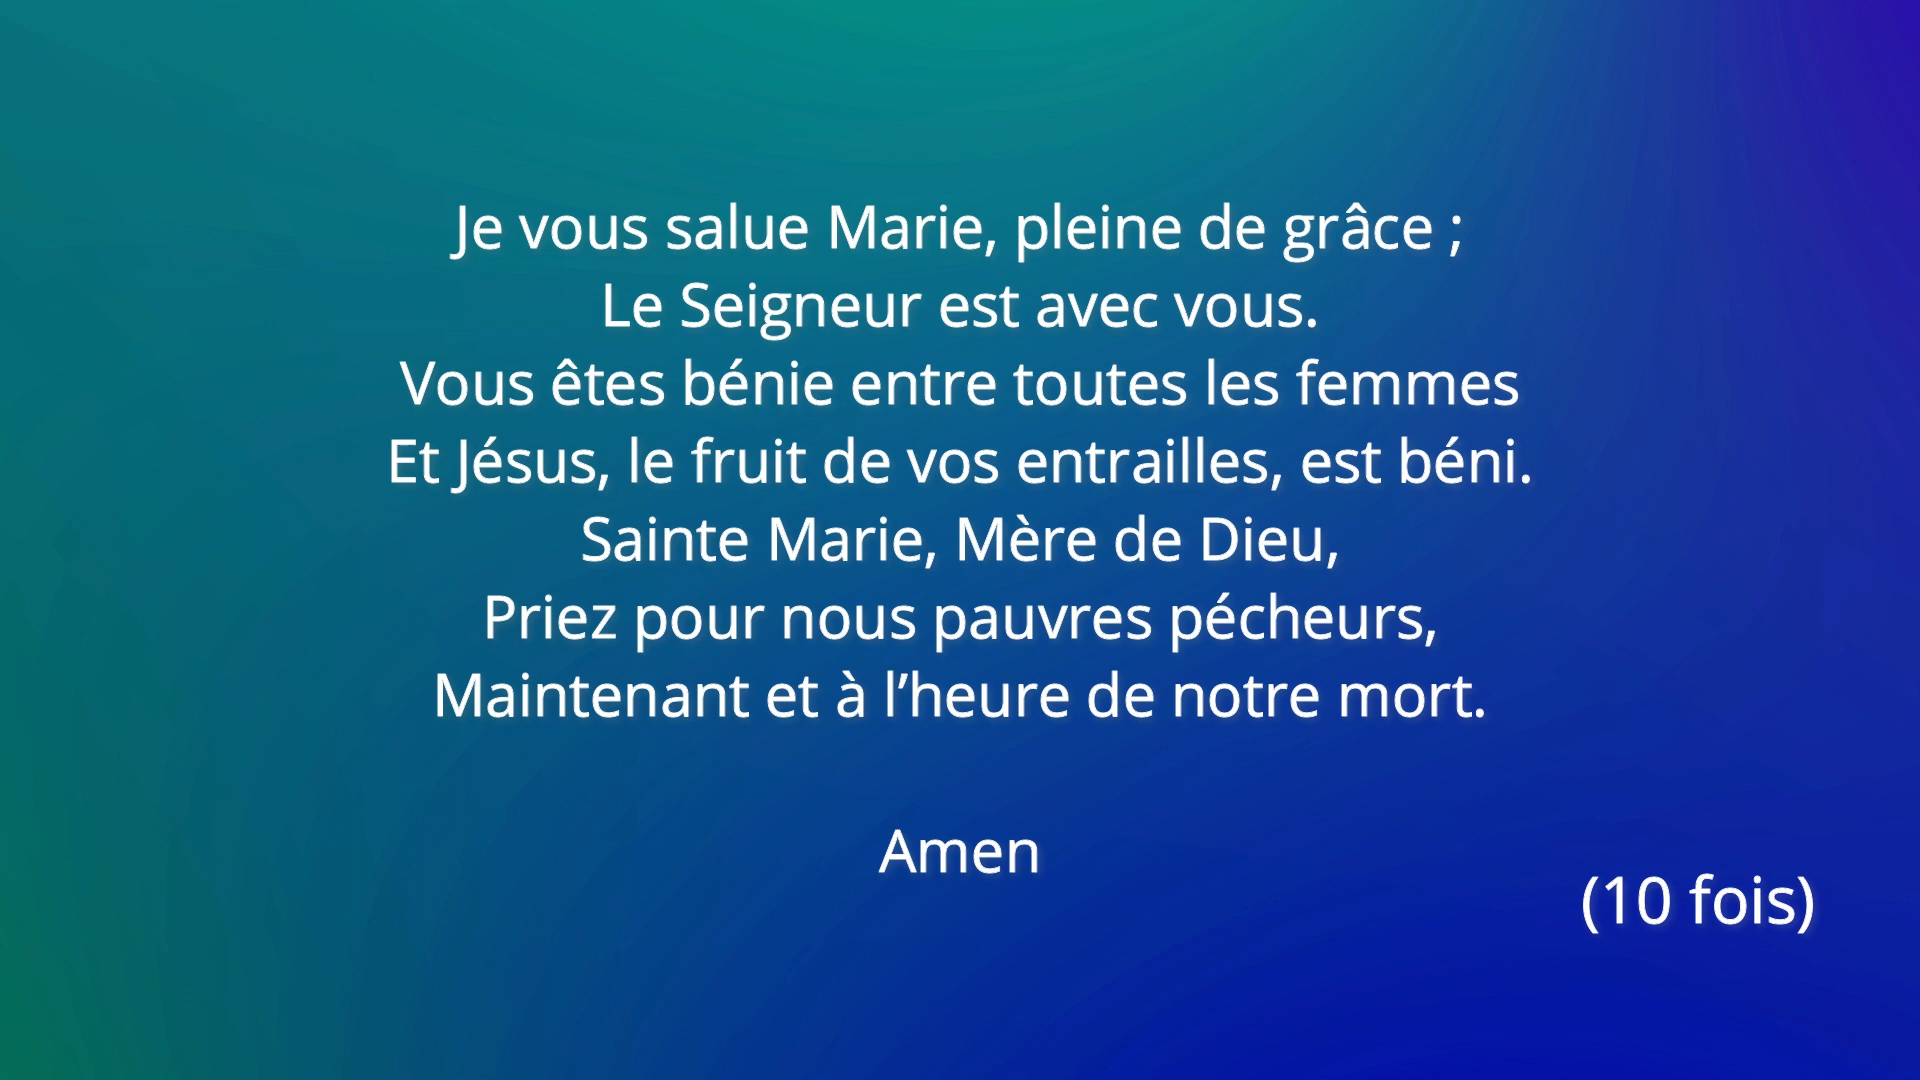 Je vous salue Marie, pleine de grâce ;
Le Seigneur est avec vous.
Vous êtes bénie entre toutes les femmes
Et Jésus, le fruit de vos entrailles, est béni.
Sainte Marie, Mère de Dieu,
Priez pour nous pauvres pécheurs,
Maintenant et à l’heure de notre mort.
Amen
(10 fois)